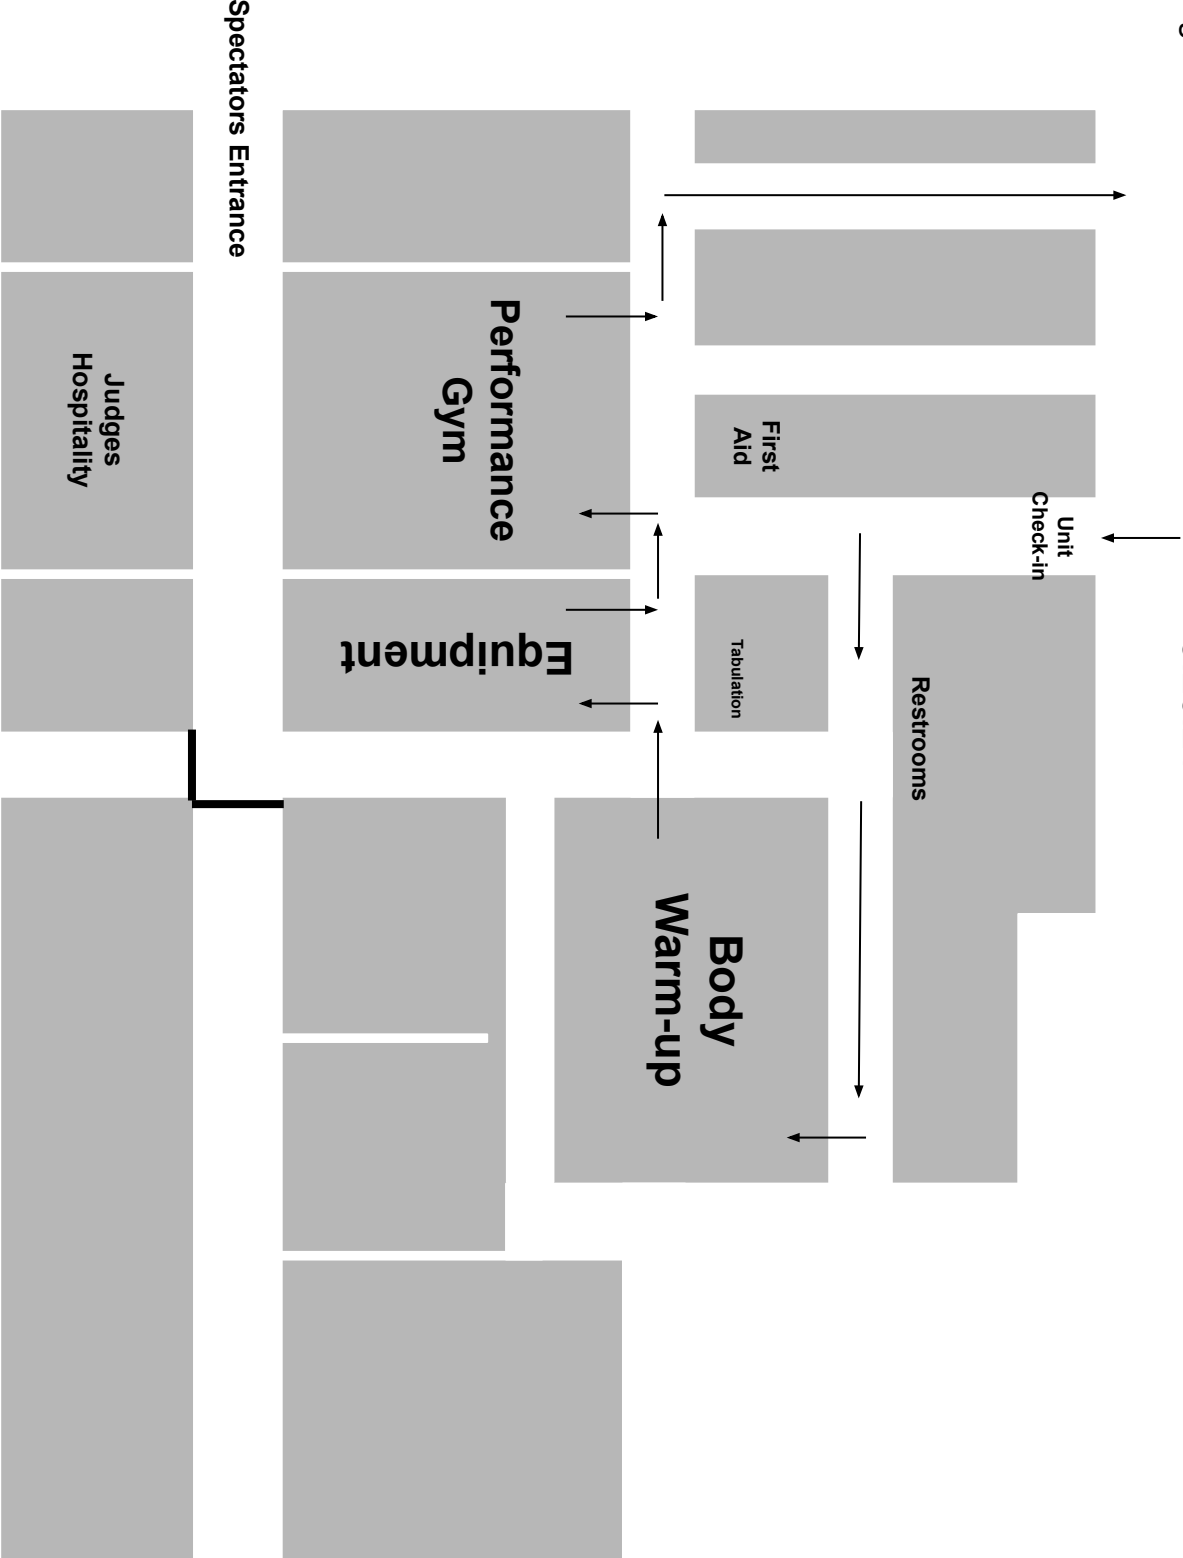 Spectators Entrance
Judges
Hospitality
Performance
Gym
First
Aid
Unit
Check-in
Equipment
Tabulation
Restrooms
Body
Warm-up